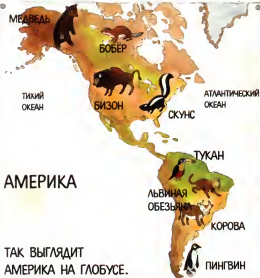 МЕДВЕДЬ
БОБЕР
ТИХИЙ
ОКЕАН
БИЗОН
АТЛАНТИЧЕСКИЙ
ОКЕАН
СКУНС
ТУКАН
АМЕРИКА
ЛЬВИНАЯ
ОБЕЗЬЯНА
КОРОВА
ТАК ВЫГЛЯДИТ
АМЕРИКА НА ГЛОБУСЕ.
ПИНГВИН